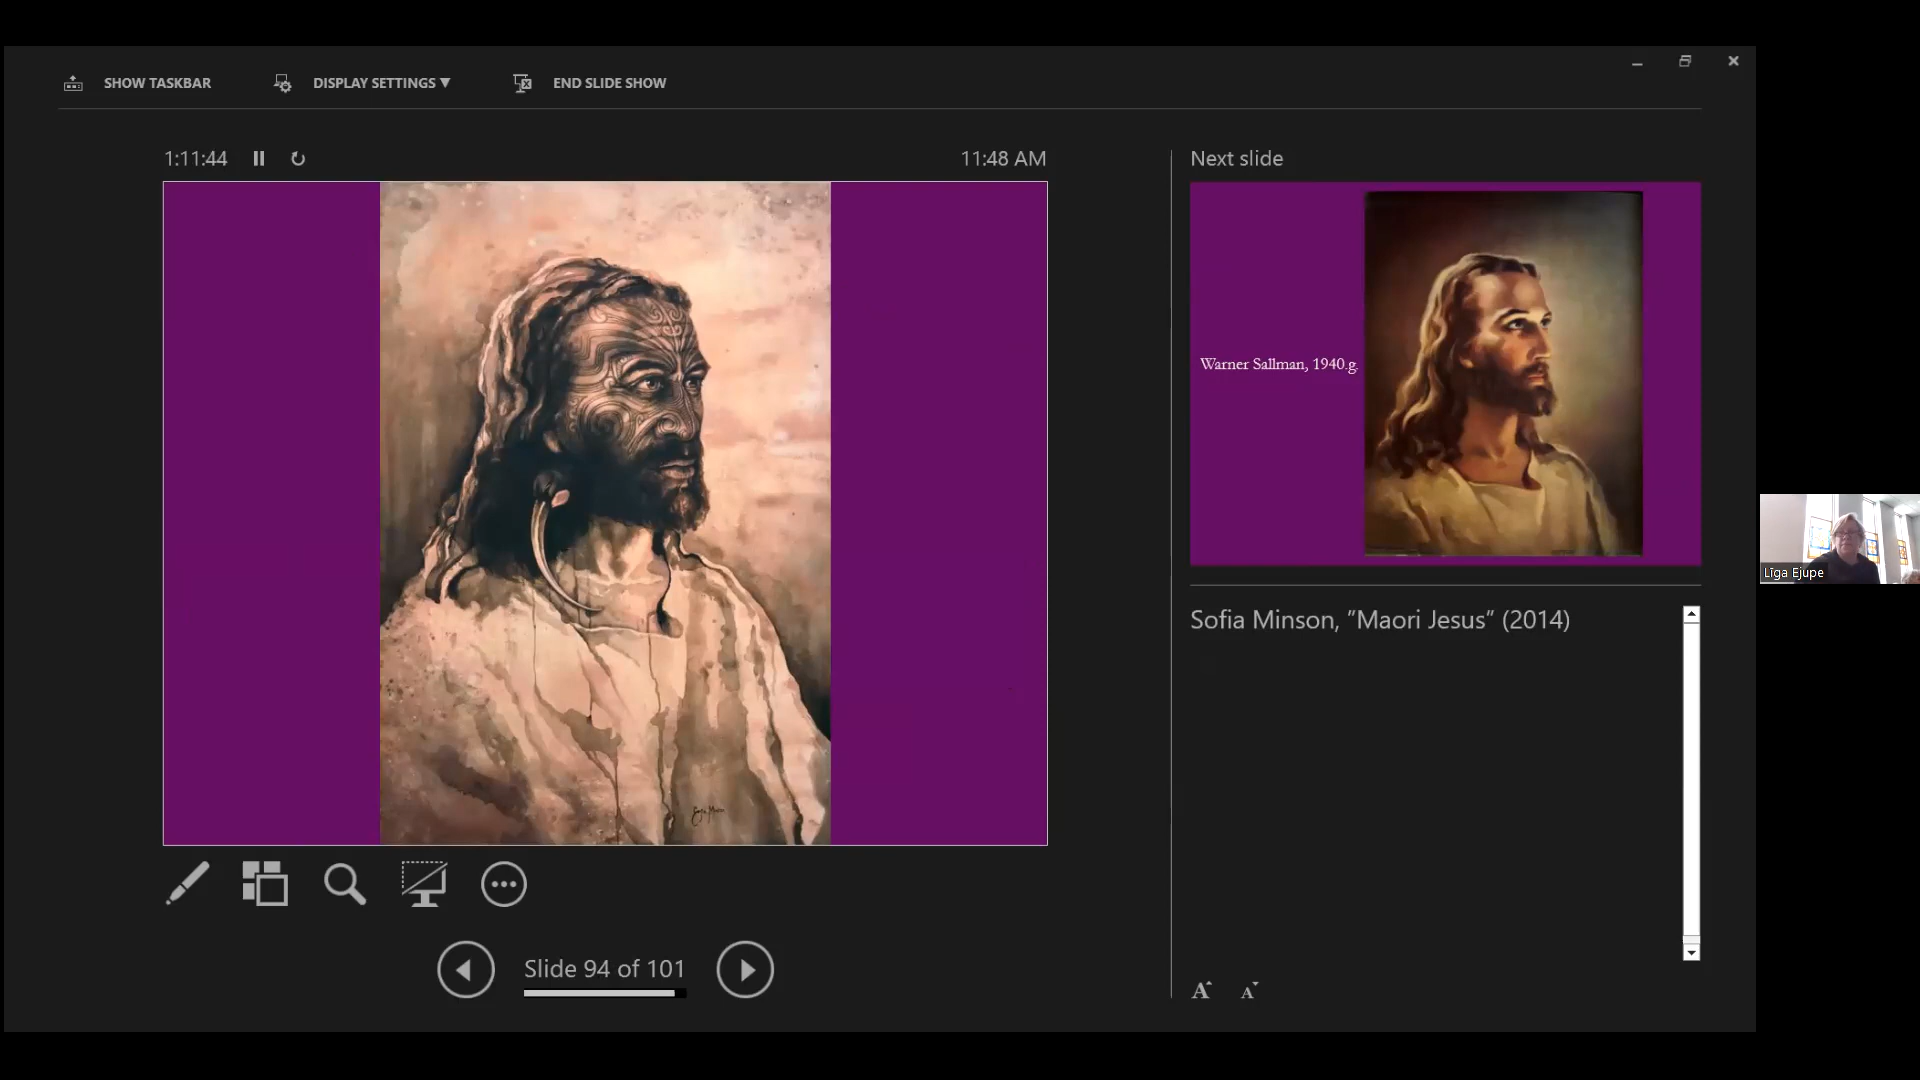 SHOW TASKBAR
DISPLAY SETTINGS ▼
END SLIDE SHOW
1:11:44
11:48 AM
Next slide
Warner Sallman, 1940.g.
Sofia Minson, ”Maori Jesus” (2014)
Līga Ejupe
Slide 94 of 101
A A